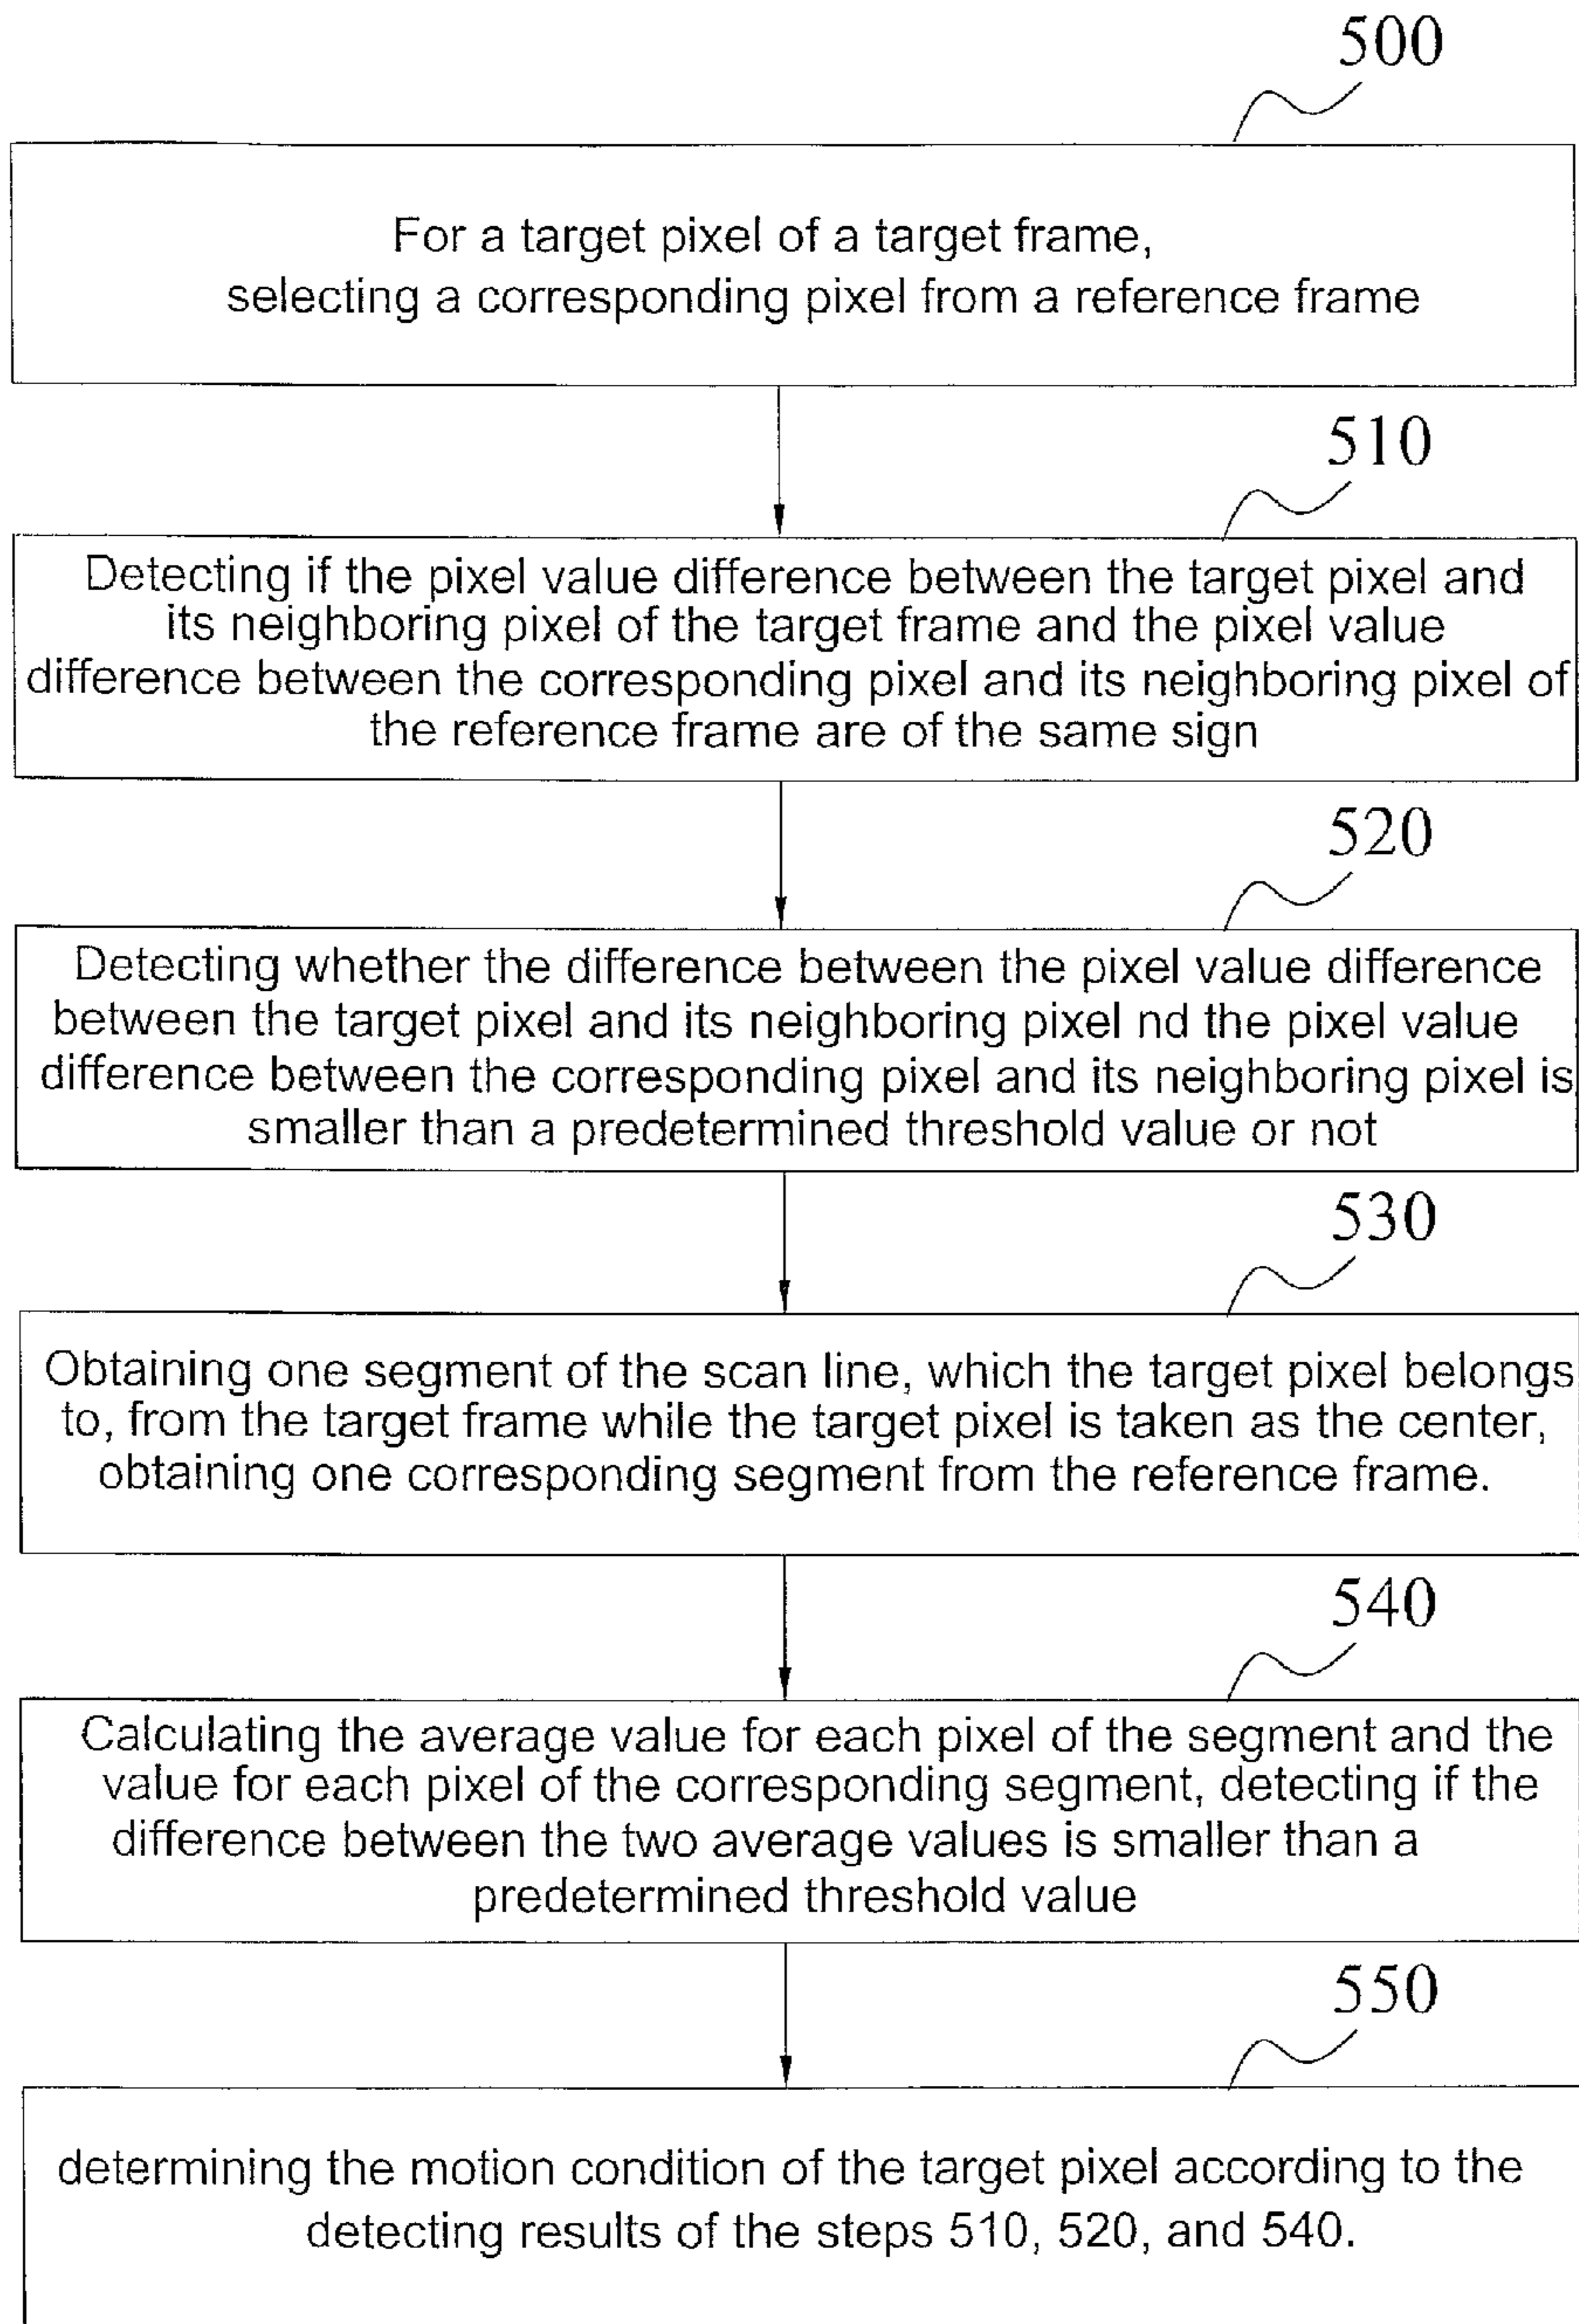 500
For a target pixel of a target frame,
selecting a corresponding pixel from a reference frame
510
Detecting if the pixel value difference between the target pixel and
its neighboring pixel of the target frame and the pixel value
difference between the corresponding pixel and its neighboring pixel of
the reference frame are of the same sign
520
Detecting whether the difference between the pixel value difference
between the target pixel and its neighboring pixel nd the pixel value
difference between the corresponding pixel and its neighboring pixel is
smaller than a predetermined threshold value or not
530
Obtaining one segment of the scan line, which the target pixel belongs
to, from the target frame while the target pixel is taken as the center,
obtaining one corresponding segment from the reference frame.
540
Calculating the average value for each pixel of the segment and the
value for each pixel of the corresponding segment, detecting if the
difference between the two average values is smaller than a
predetermined threshold value
550
determining the motion condition of the target pixel according to the
detecting results of the steps 510, 520, and 540.